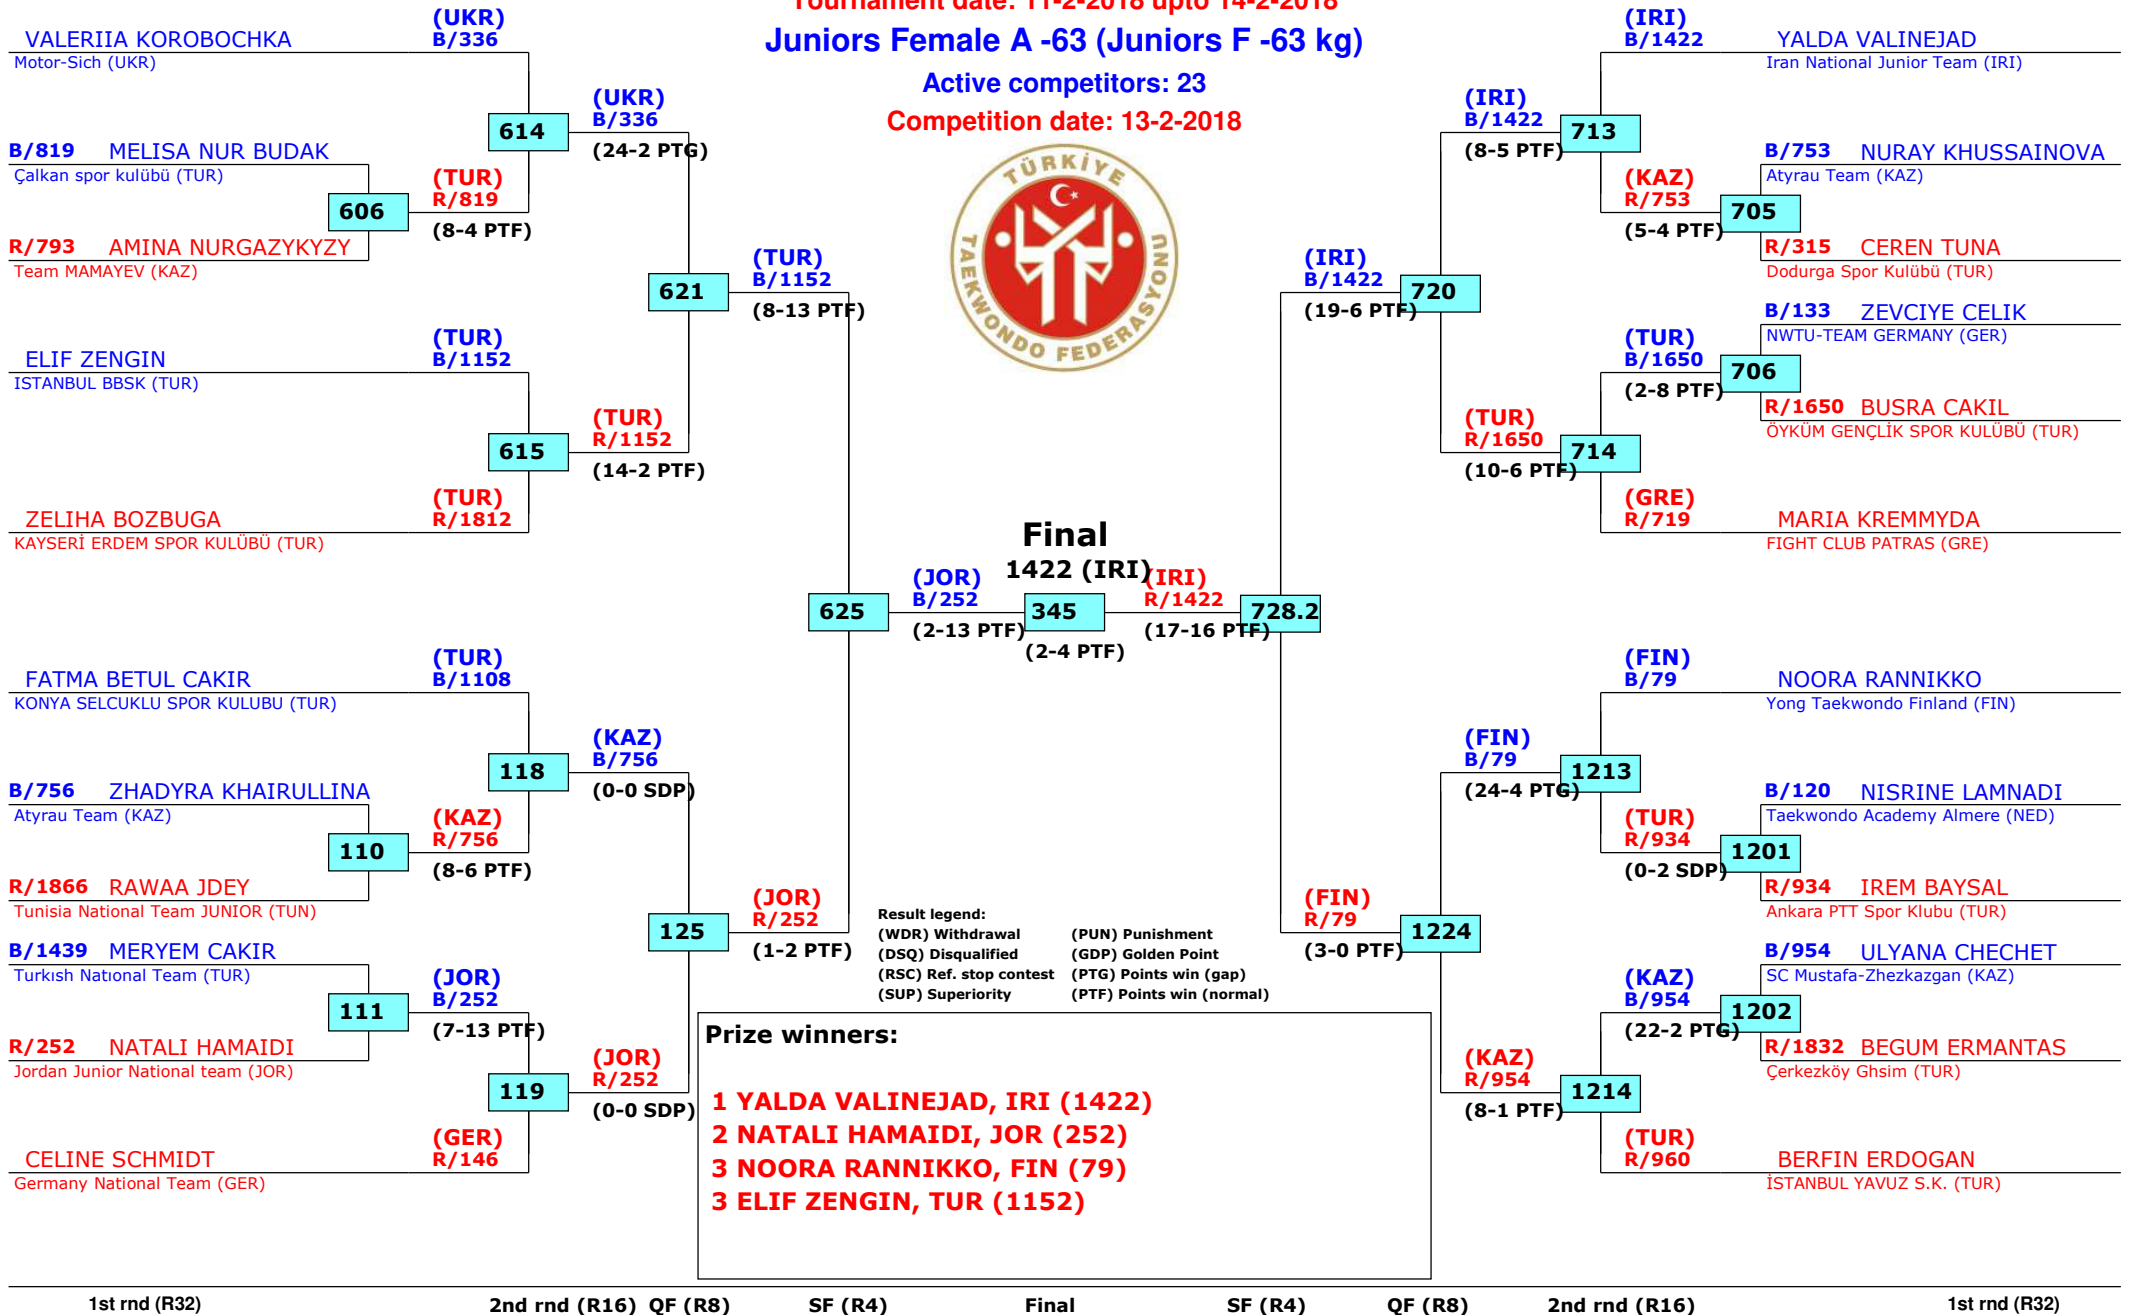 Tournament date: 11-2-2018 upto 14-2-2018
Juniors Female A -63 (Juniors F -63 kg)
Active competitors: 23
Competition date: 13-2-2018
TÜRKİYE
TAEKWONDO FEDERASYONU
VALERIIA KOROBOCHKA
Motor-Sich (UKR)
(UKR)
B/336
B/819 MELISA NUR BUDAK
Çalkan spor kulübü (TUR)
606
R/793 AMINA NURGAZYKYZY
Team MAMAYEV (KAZ)
(TUR)
R/819
(8-4 PTF)
614
(UKR)
B/336
(24-2 PTG)
ELIF ZENGIN
ISTANBUL BBSK (TUR)
(TUR)
B/1152
615
ZELIHA BOZBUGA
KAYSERİ ERDEM SPOR KULÜBÜ (TUR)
(TUR)
R/1812
(TUR)
R/1152
(14-2 PTF)
621
(TUR)
B/1152
(8-13 PTF)
FATMA BETUL CAKIR
KONYA SELCUKLU SPOR KULUBU (TUR)
(TUR)
B/1108
B/756 ZHADYRA KHAIRULLINA
Atyrau Team (KAZ)
110
R/1866 RAWAA JDEY
Tunisia National Team JUNIOR (TUN)
(KAZ)
R/756
(8-6 PTF)
118
(KAZ)
B/756
(0-0 SDP)
B/1439 MERYEM CAKIR
Turkısh Natıonal Team (TUR)
111
R/252 NATALI HAMAIDI
Jordan Junior National team (JOR)
(JOR)
B/252
(7-13 PTF)
119
CELINE SCHMIDT
Germany National Team (GER)
(GER)
R/146
(JOR)
R/252
(0-0 SDP)
125
(JOR)
R/252
(1-2 PTF)
625
(JOR)
B/252
(2-13 PTF)
Final
1422 (IRI)
345
(2-4 PTF)
(IRI)
R/1422
(17-16 PTF)
728.2
(IRI)
B/1422
(19-6 PTF)
720
(IRI)
B/1422
(8-5 PTF)
713
(IRI)
B/1422
YALDA VALINEJAD
Iran National Junior Team (IRI)
(KAZ)
R/753
(5-4 PTF)
705
B/753 NURAY KHUSSAINOVA
Atyrau Team (KAZ)
R/315 CEREN TUNA
Dodurga Spor Kulübü (TUR)
(TUR)
R/1650
(10-6 PTF)
714
(TUR)
B/1650
(2-8 PTF)
706
B/133 ZEVCIYE CELIK
NWTU-TEAM GERMANY (GER)
R/1650 BUSRA CAKIL
ÖYKÜM GENÇLİK SPOR KULÜBÜ (TUR)
(GRE)
R/719
MARIA KREMMYDA
FIGHT CLUB PATRAS (GRE)
(FIN)
R/79
(3-0 PTF)
1224
(FIN)
B/79
(24-4 PTG)
1213
(FIN)
B/79
NOORA RANNIKKO
Yong Taekwondo Finland (FIN)
(TUR)
R/934
(0-2 SDP)
1201
B/120 NISRINE LAMNADI
Taekwondo Academy Almere (NED)
R/934 IREM BAYSAL
Ankara PTT Spor Klubu (TUR)
(KAZ)
R/954
(8-1 PTF)
1214
(KAZ)
B/954
(22-2 PTG)
1202
B/954 ULYANA CHECHET
SC Mustafa-Zhezkazgan (KAZ)
R/1832 BEGUM ERMANTAS
Çerkezköy Ghsim (TUR)
(TUR)
R/960
BERFIN ERDOGAN
İSTANBUL YAVUZ S.K. (TUR)
Result legend:
(WDR) Withdrawal (PUN) Punishment
(DSQ) Disqualified (GDP) Golden Point
(RSC) Ref. stop contest (PTG) Points win (gap)
(SUP) Superiority (PTF) Points win (normal)
Prize winners:
1 YALDA VALINEJAD, IRI (1422)
2 NATALI HAMAIDI, JOR (252)
3 NOORA RANNIKKO, FIN (79)
3 ELIF ZENGIN, TUR (1152)
1st rnd (R32) 2nd rnd (R16) QF (R8) SF (R4) Final SF (R4) QF (R8) 2nd rnd (R16) 1st rnd (R32)